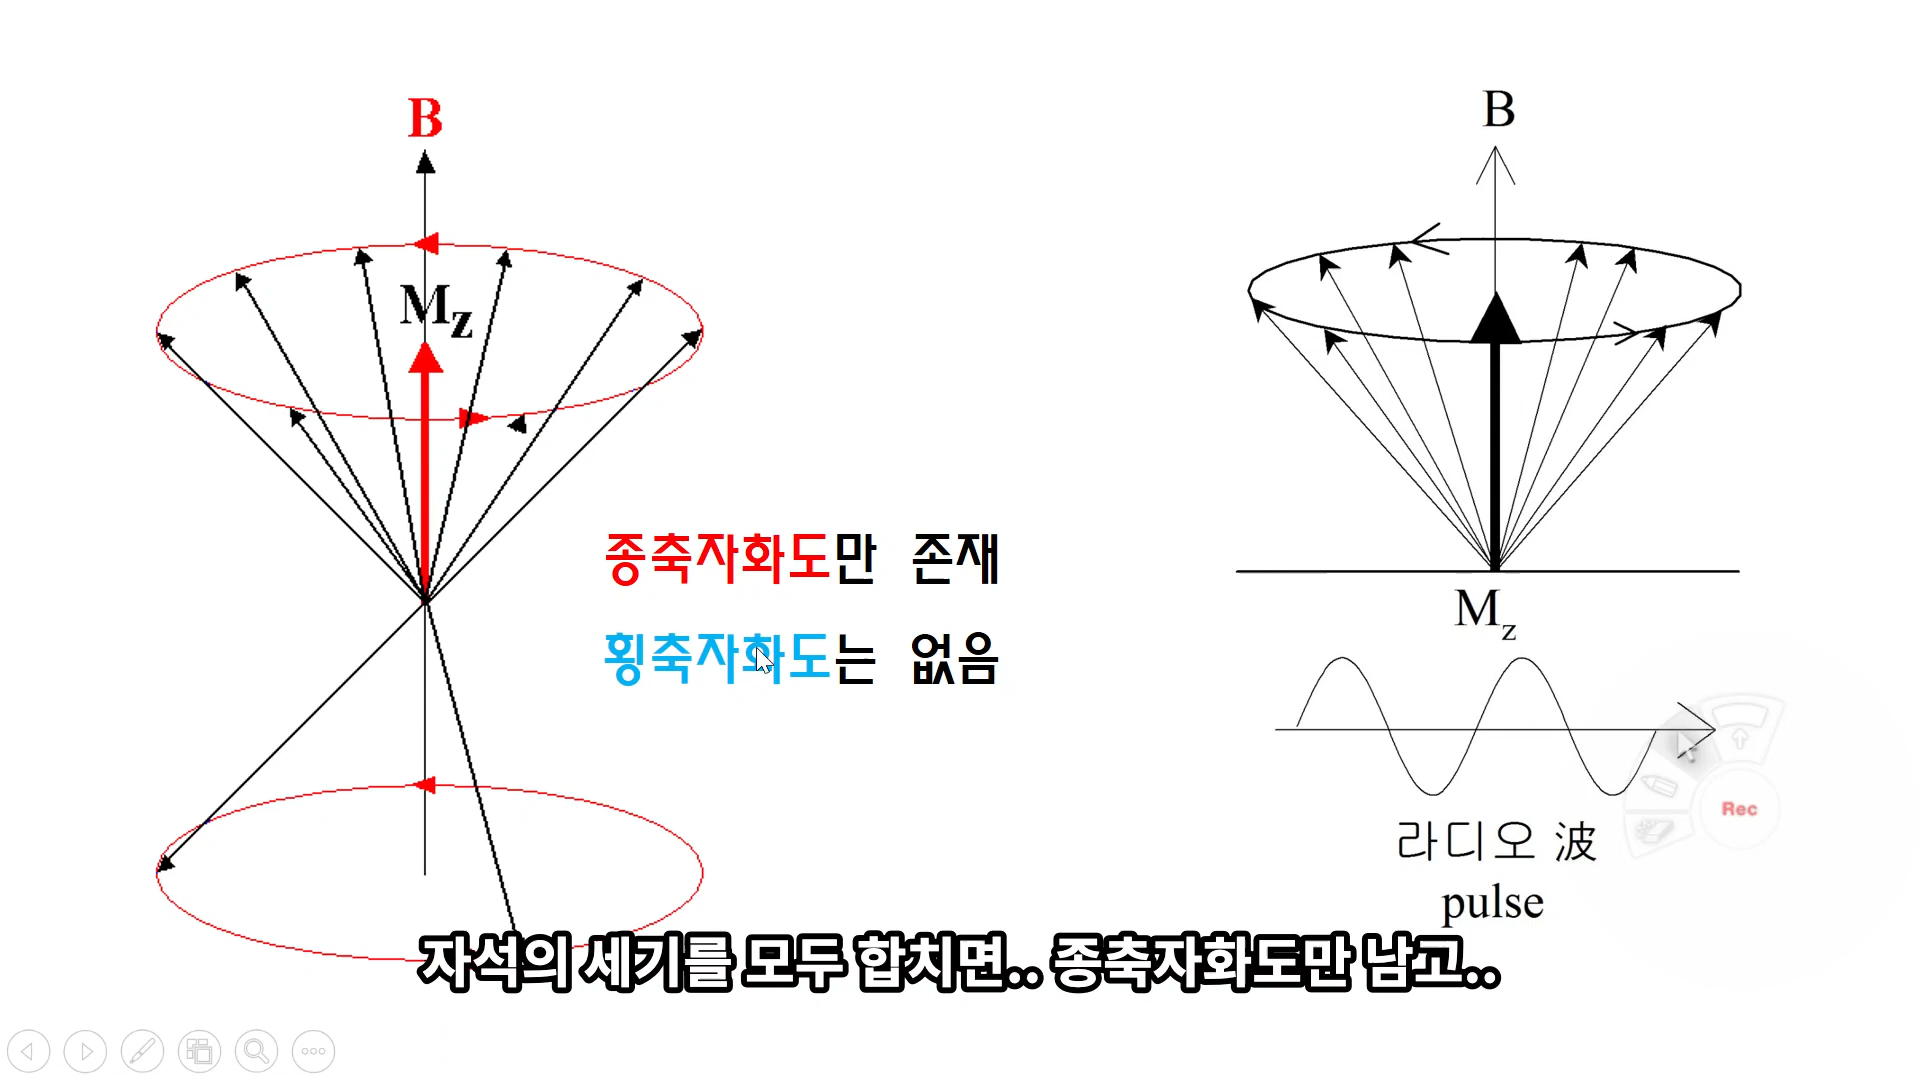 B
Mz
종축자화도만 존재
횡축자화도는 없음
B
Mz
라디오 波
pulse
Rec
자석의 세기를 모두 합치면.. 종축자화도만 남고..